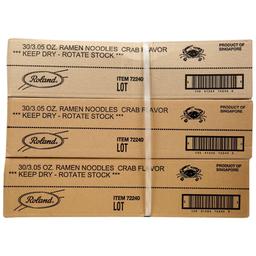 30/3.05 OZ. RAMEN NOODLES CRAB FLAVOR
*** KEEP DRY - ROTATE STOCK ***
PRODUCT OF
SINGAPORE
Roland
ITEM 72240
LOT
30/3.05 OZ. RAMEN NOODLES CRAB FLAVOR
*** KEEP DRY - ROTATE STOCK ***
PRODUCT OF
SINGAPORE
Roland
ITEM 72240
LOT
30/3.05 OZ. RAMEN NOODLES CRAB FLAVOR
*** KEEP DRY - ROTATE STOCK ***
PRODUCT OF
SINGAPORE
Roland
ITEM 72240
LOT